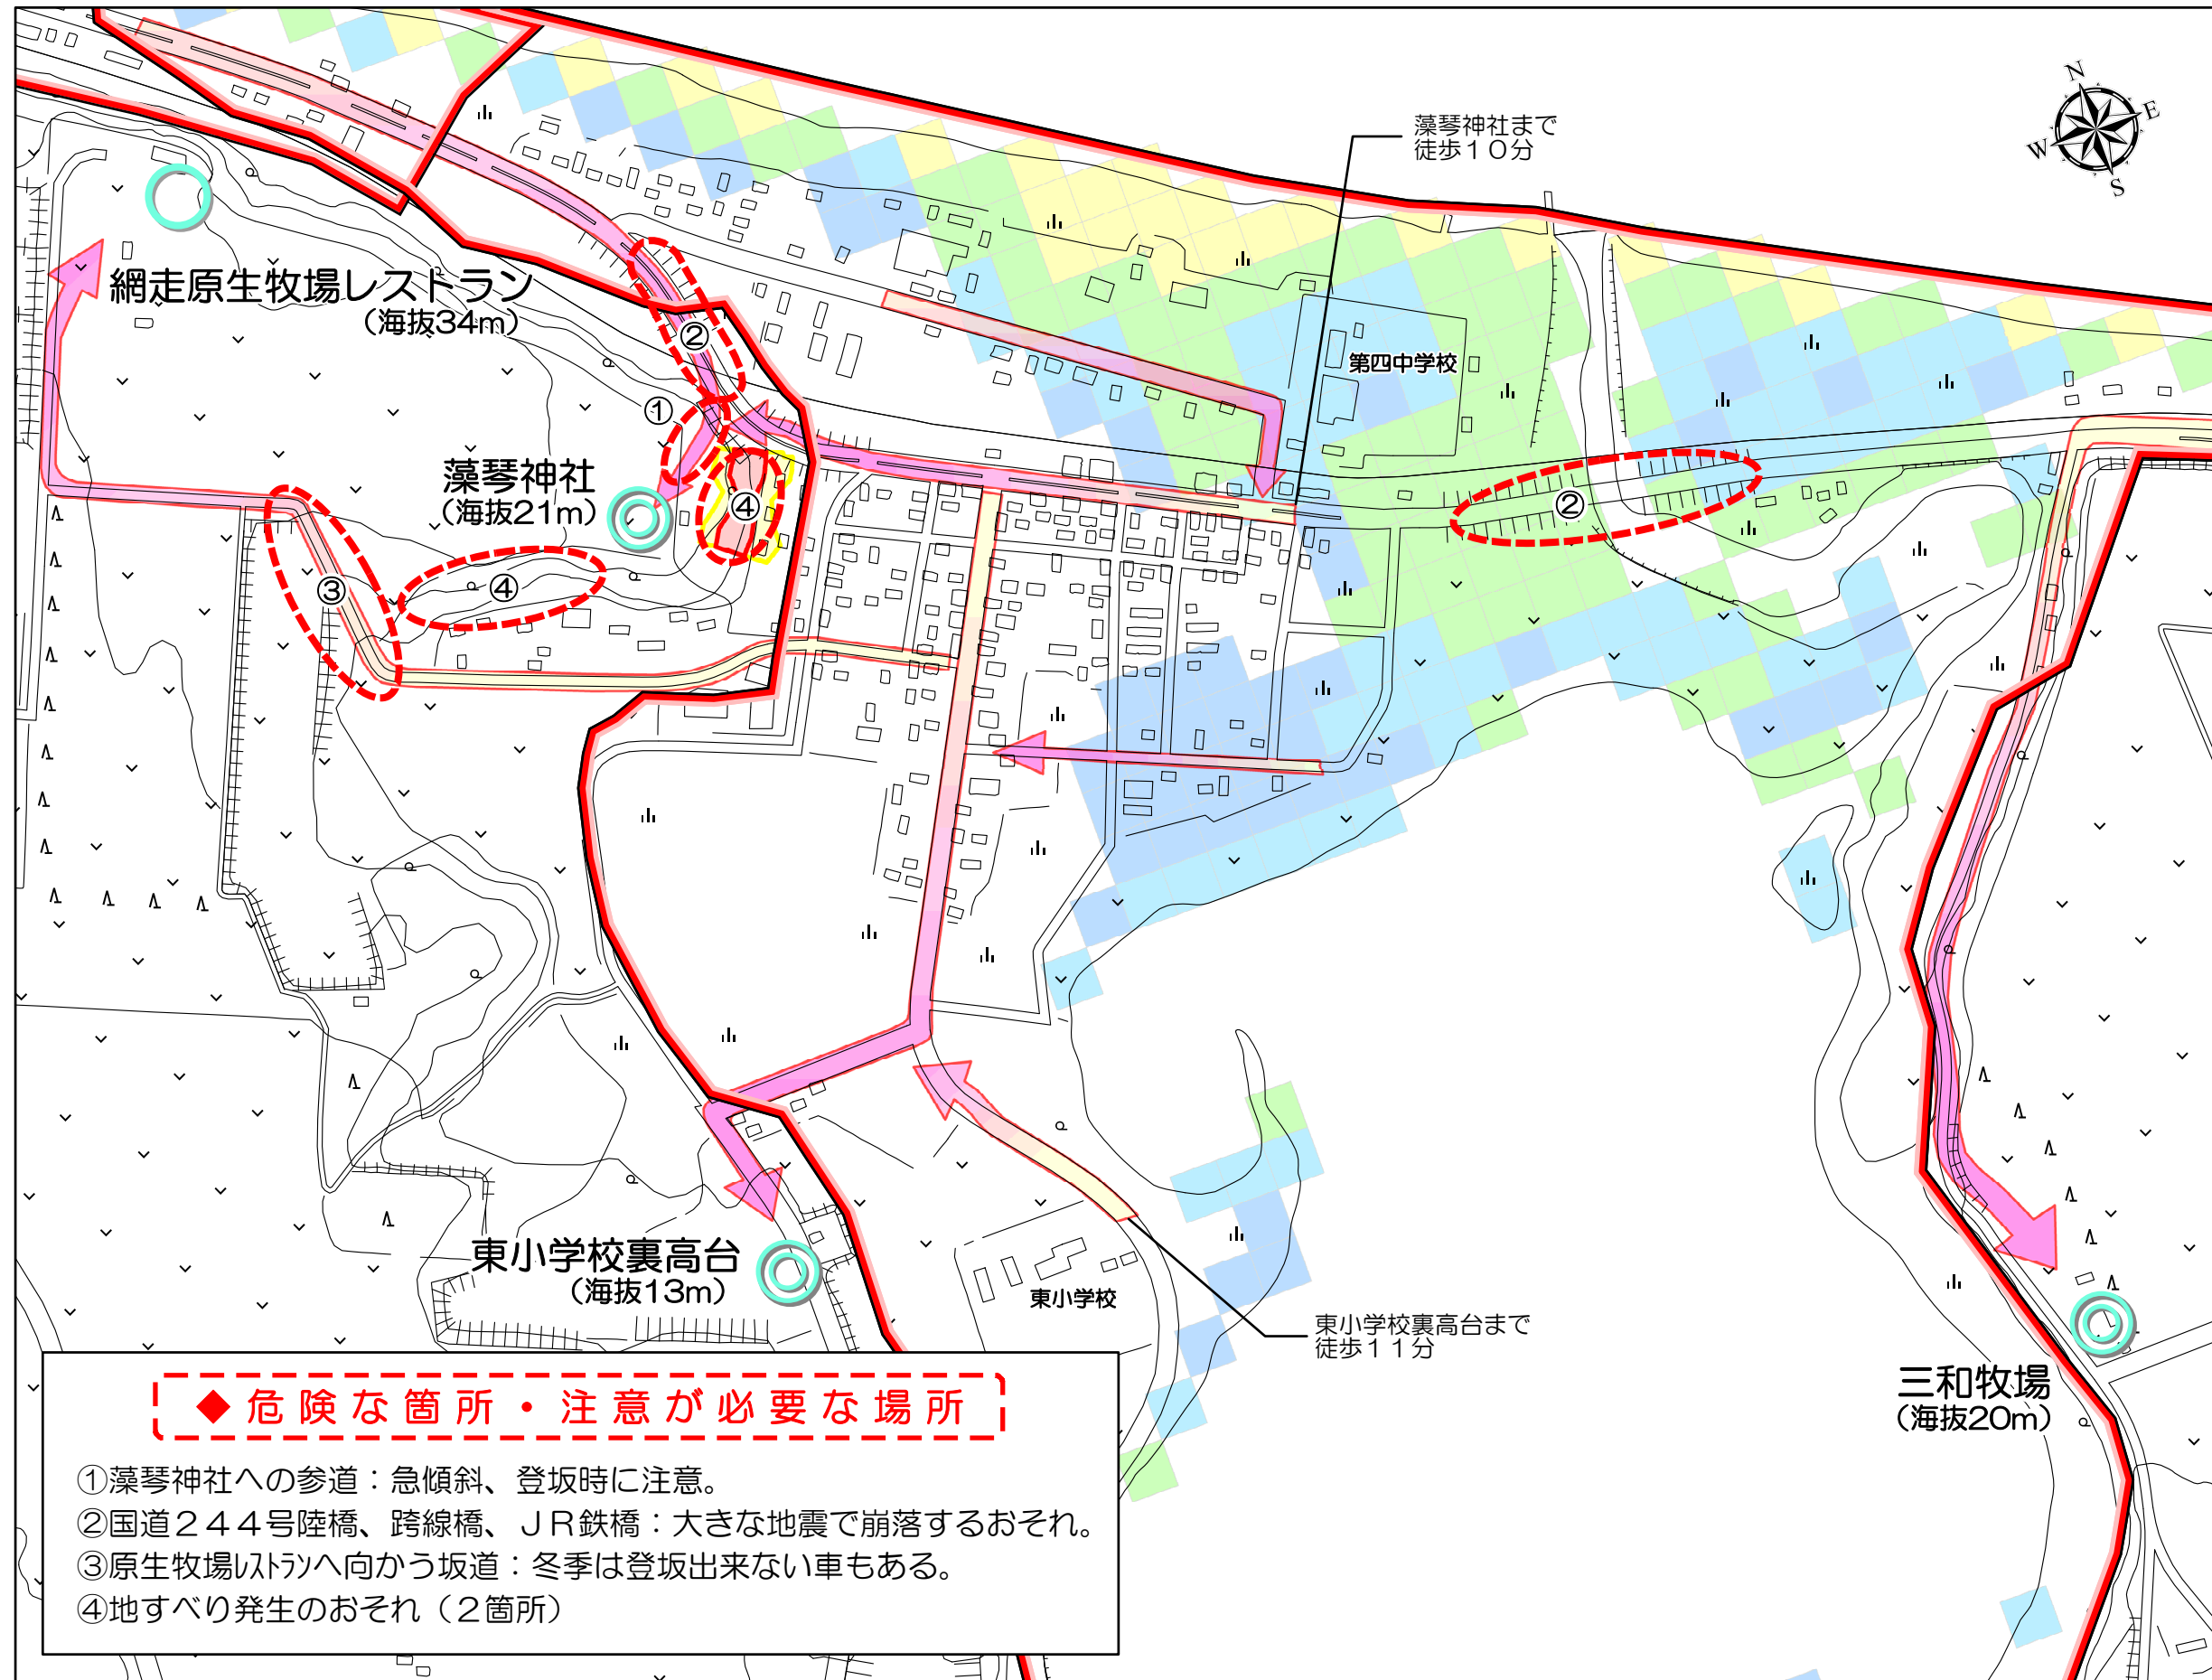 N
E
W
S
藻琴神社まで
徒歩１０分
網走原生牧場レストラン
（海抜34m）
②
第四中学校
①
藻琴神社
（海抜21m）
④
②
③
④
東小学校裏高台
（海抜13m）
東小学校
東小学校裏高台まで
徒歩１１分
三和牧場
（海抜20m）
◆危険な箇所・注意が必要な場所
①藻琴神社への参道：急傾斜、登坂時に注意。
②国道２４４号陸橋、跨線橋、ＪＲ鉄橋：大きな地震で崩落するおそれ。
③原生牧場ﾚｽﾄﾗﾝへ向かう坂道：冬季は登坂出来ない車もある。
④地すべり発生のおそれ（２箇所）